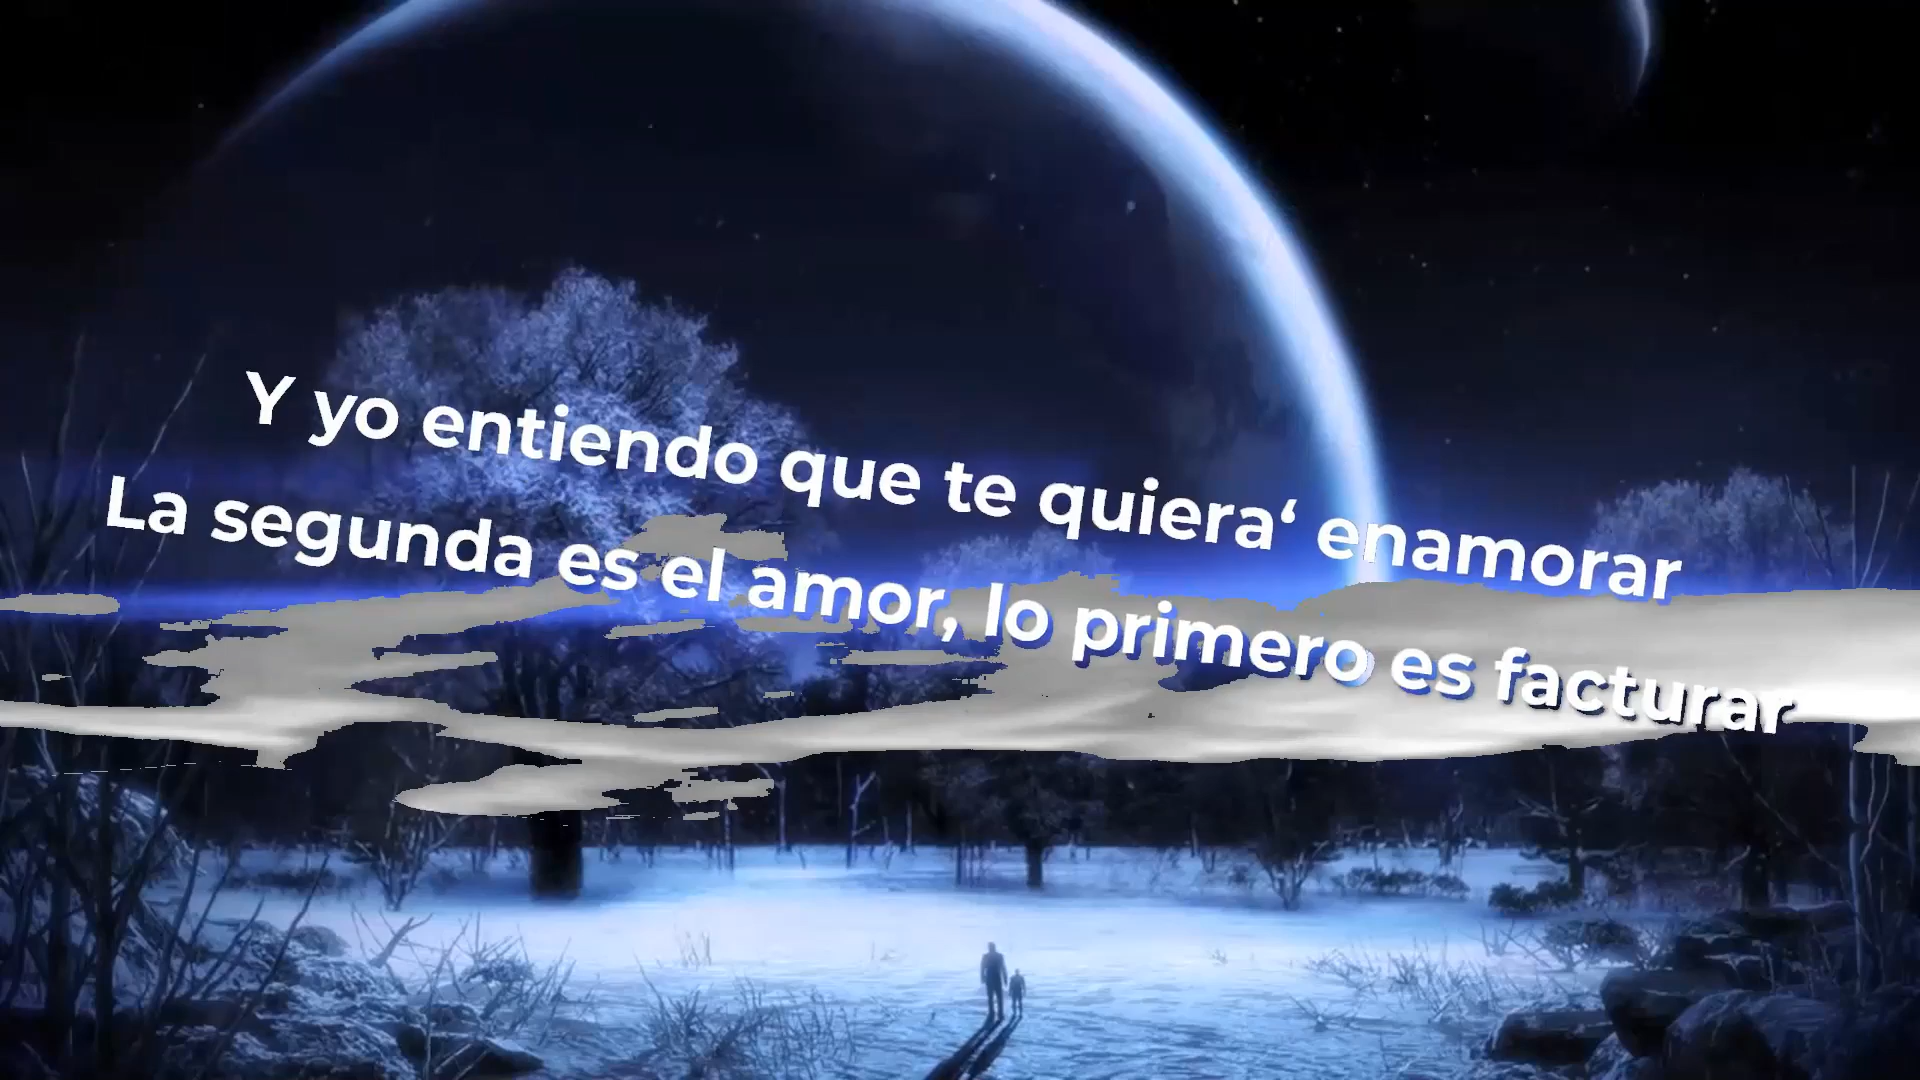 Y yo entiendo que te quiera‘ enamorar
La segunda es el amor, lo primero es facturar